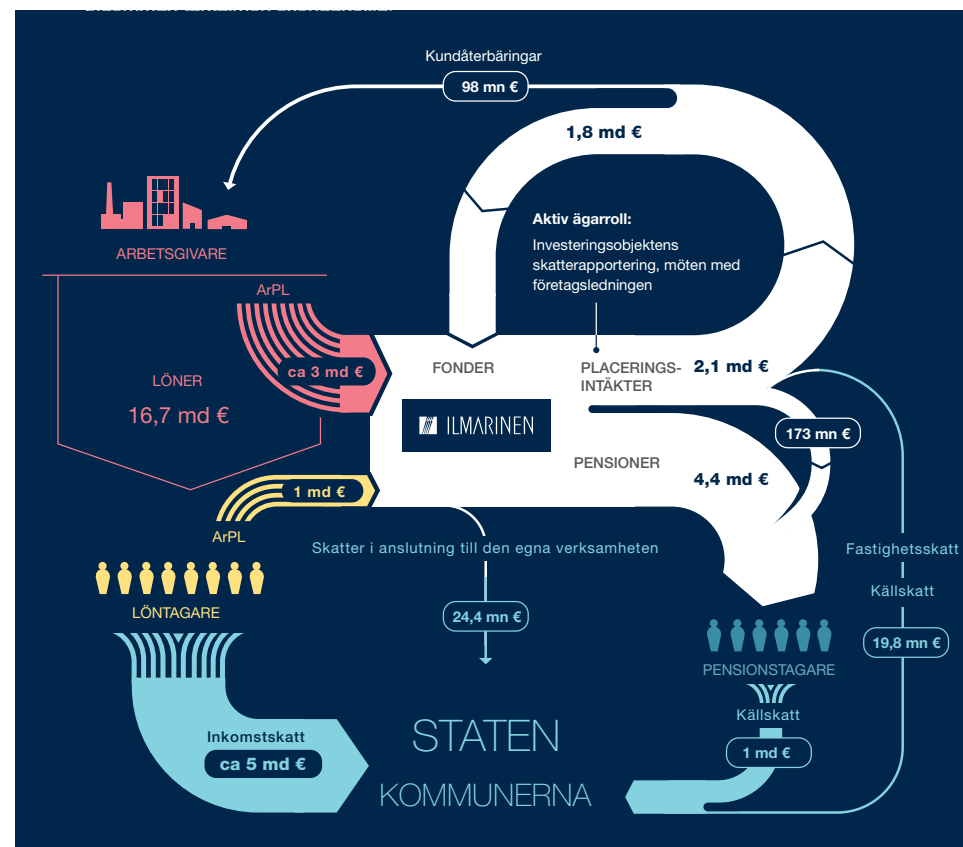 Kundåterbäringar
98 mn €
1,8 md €
Aktiv ägarroll:
Investeringsobjektens
skatterapportering, möten med
företagsledningen
ARBETSGIVARE
ArPL
ca 3 md €
LÖNER
16,7 md €
FONDER
PLACERINGS-
INTÄKTER
2,1 md €
ILMARINEN
173 mn €
PENSIONER
4,4 md €
1 md €
ArPL
Skatter i anslutning till den egna verksamheten
Fastighetsskatt
Källskatt
LÖNTAGARE
24,4 mn €
19,8 mn €
PENSIONSTAGARE
Källskatt
Inkomstskatt
ca 5 md €
STATEN
1 md €
KOMMUNERNA